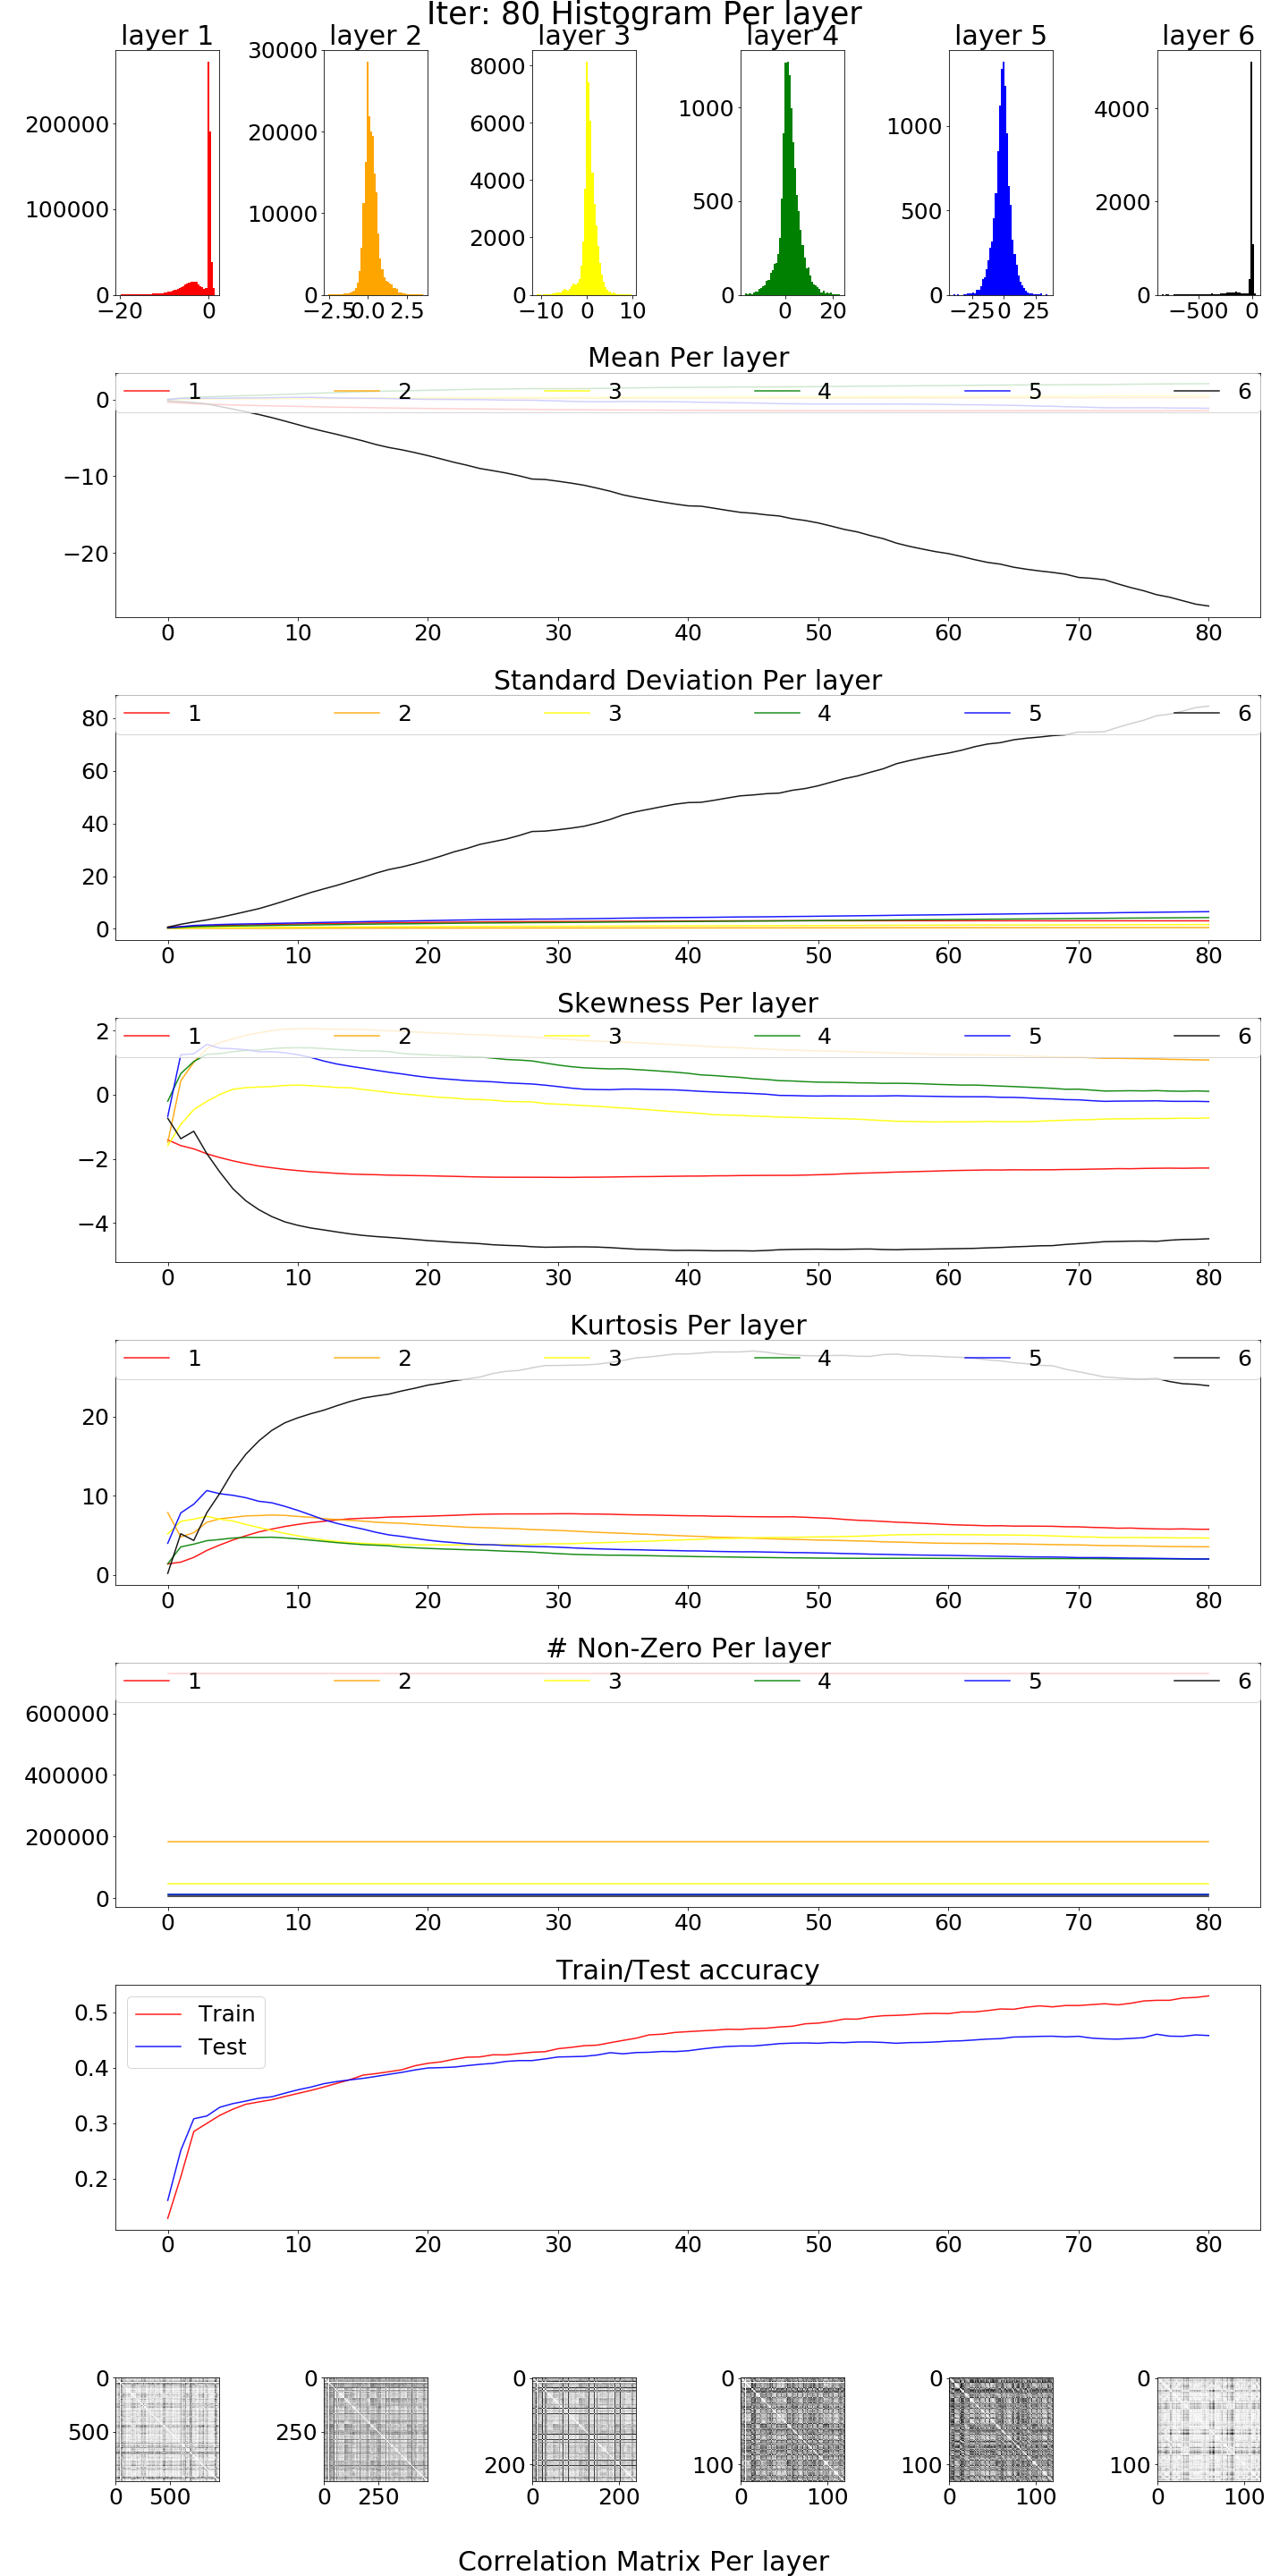 Iter: 80 Histogram Per layer
layer 1 layer 2 layer 3 layer 4 layer 5 layer 6
200000 100000 0 −20 0
30000 20000 10000 0 −2.5 0.0 2.5
8000 6000 4000 2000 0 −10 0 10
1000 500 0 0 20
1000 500 0 −25 0 25
4000 2000 0 −500 0
Mean Per layer
1 2 3 4 5 6
0
−10
−20
0 10 20 30 40 50 60 70 80
Standard Deviation Per layer
1 2 3 4 5 6
80
60
40
20
0
0 10 20 30 40 50 60 70 80
Skewness Per layer
1 2 3 4 5 6
2
0
−2
−4
0 10 20 30 40 50 60 70 80
Kurtosis Per layer
1 2 3 4 5 6
20
10
0
0 10 20 30 40 50 60 70 80
# Non-Zero Per layer
1 2 3 4 5 6
600000
400000
200000
0
0 10 20 30 40 50 60 70 80
Train/Test accuracy
Train
Test
0.5
0.4
0.3
0.2
0 10 20 30 40 50 60 70 80
0 500 0 500
0 250 0 250
0 200 0 200
0 100 0 100
0 100 0 100
0 100 0 100
Correlation Matrix Per layer